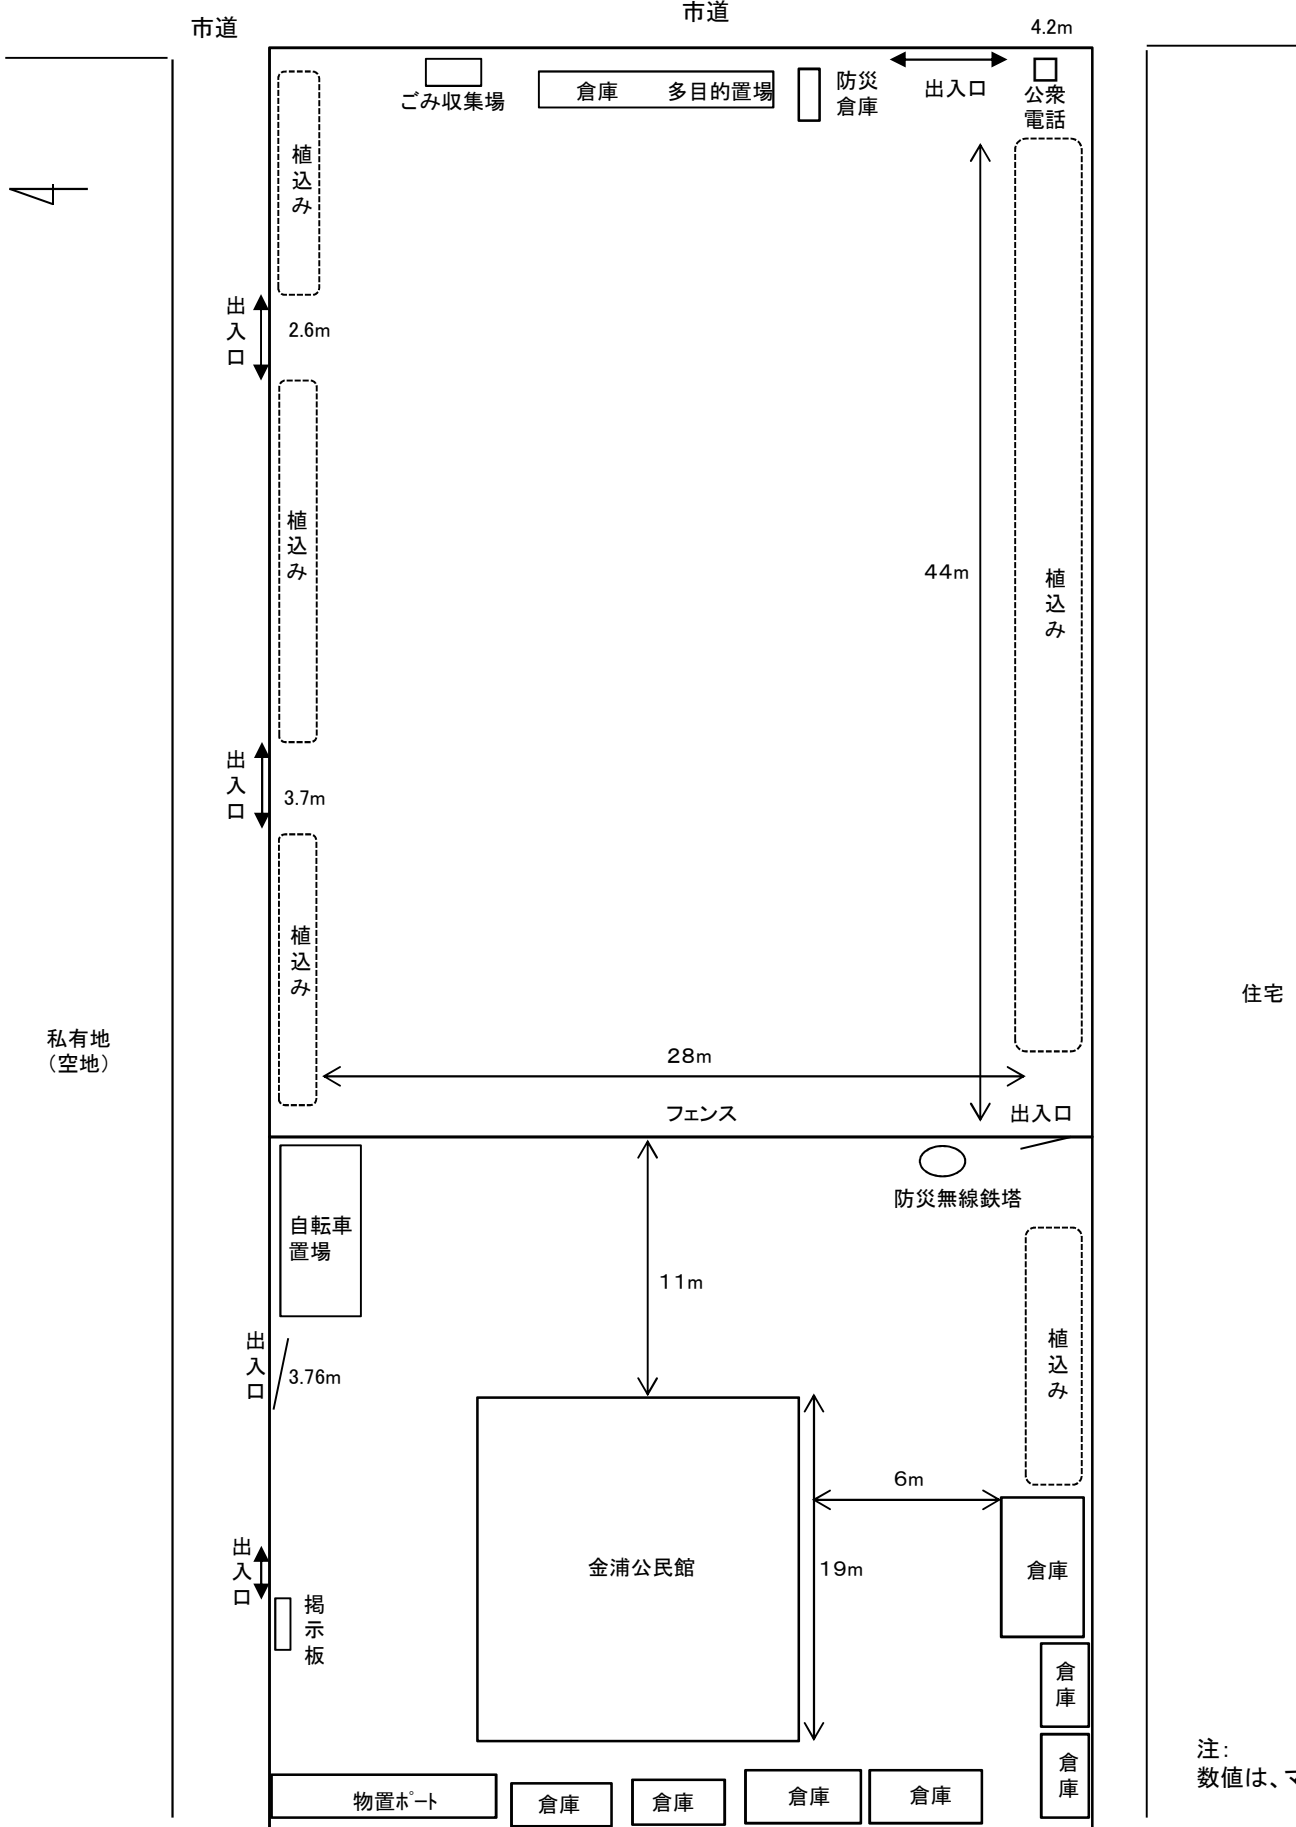 市道
市道
4.2m
ごみ収集場
倉庫 多目的置場
防災
倉庫
出入口
公衆
電話
植込み
出入口
2.6m
植込み
44m
植込み
出入口
3.7m
植込み
住宅
私有地
（空地）
28m
フェンス
出入口
防災無線鉄塔
自転車
置場
11m
出入口
3.76m
植込み
6m
金浦公民館
19m
倉庫
出入口
掲示板
倉庫
倉庫
注：
数値は、マ
物置ﾎﾟｰﾄ
倉庫
倉庫
倉庫
倉庫